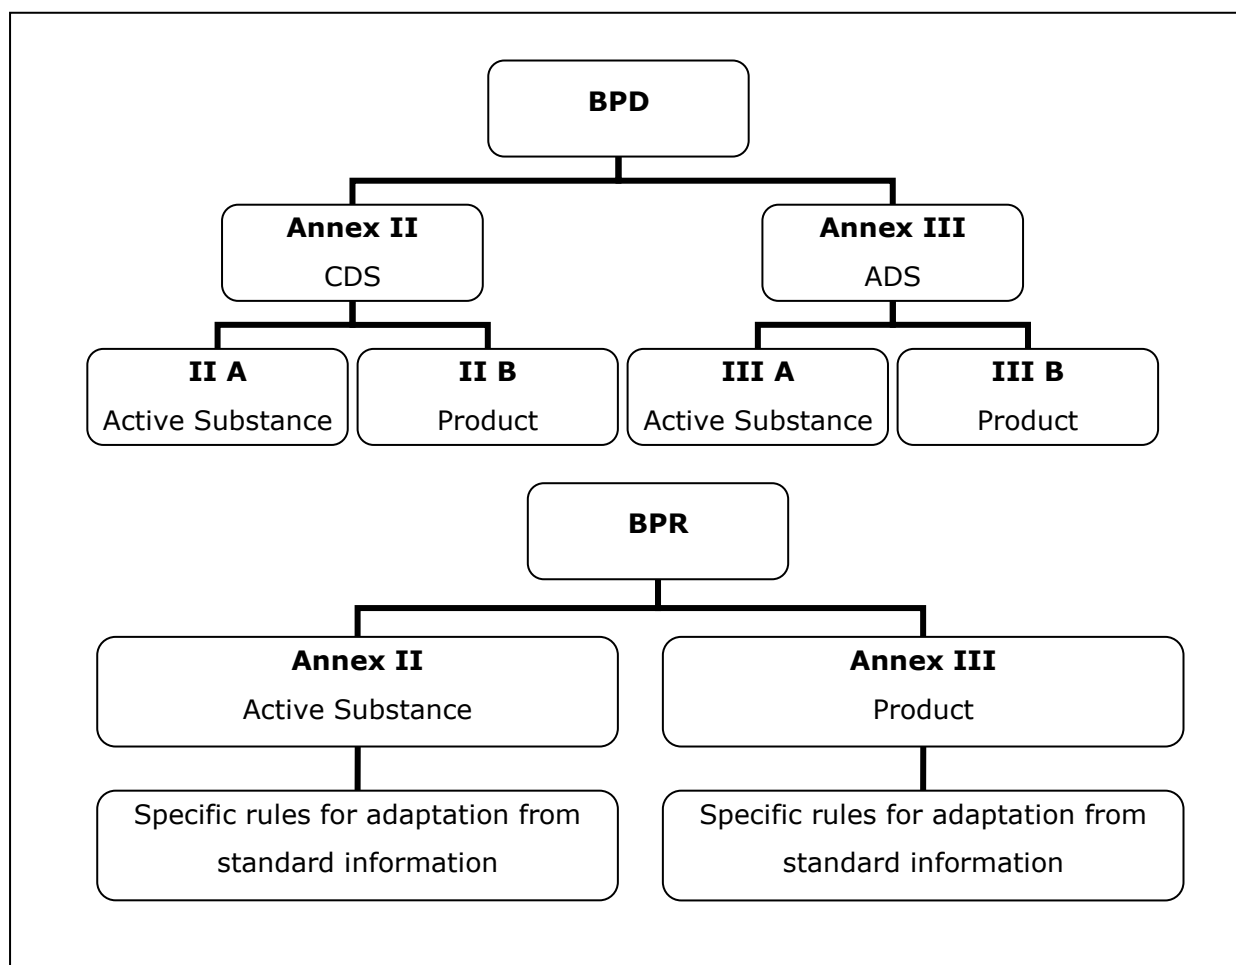 BPD
Annex II
CDS
Annex III
ADS
II A
Active Substance
II B
Product
III A
Active Substance
III B
Product
BPR
Annex II
Active Substance
Annex III
Product
Specific rules for adaptation from
standard information
Specific rules for adaptation from
standard information